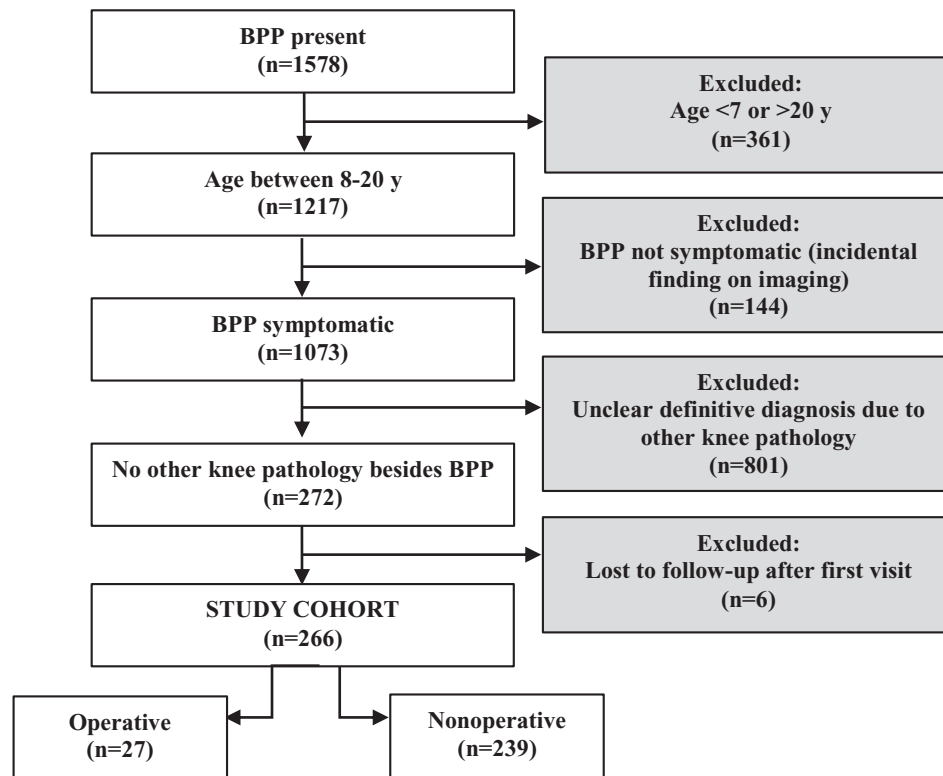 BPP present
(n=1578)
Excluded:
Age <7 or >20 y
(n=361)
Age between 8-20 y
(n=1217)
Excluded:
BPP not symptomatic (incidental
finding on imaging)
(n=144)
BPP symptomatic
(n=1073)
Excluded:
Unclear definitive diagnosis due to
other knee pathology
(n=801)
No other knee pathology besides BPP
(n=272)
Excluded:
Lost to follow-up after first visit
(n=6)
STUDY COHORT
(n=266)
Operative
(n=27)
Nonoperative
(n=239)